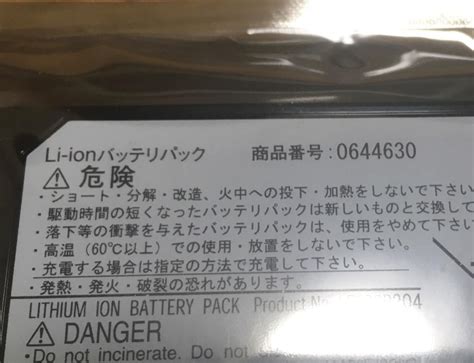 Li-ionバッテリパック 商品番号:0644630
⚠ 危険
・ショート・分解・改造、火中への投下・加熱をしないで下さい
・駆動時間の短くなったバッテリパックは新しいものと交換して
・落下等の衝撃を与えたバッテリパックは、使用をやめて
・高温(60℃以上)での使用・放置をしないで下さい。
・充電する場合は指定の方法で充電して下さい。
・発熱・発火・破裂の恐れがあります。
LITHIUM ION BATTERY PACK Product No.
⚠ DANGER
・Do not incinerate. Do not